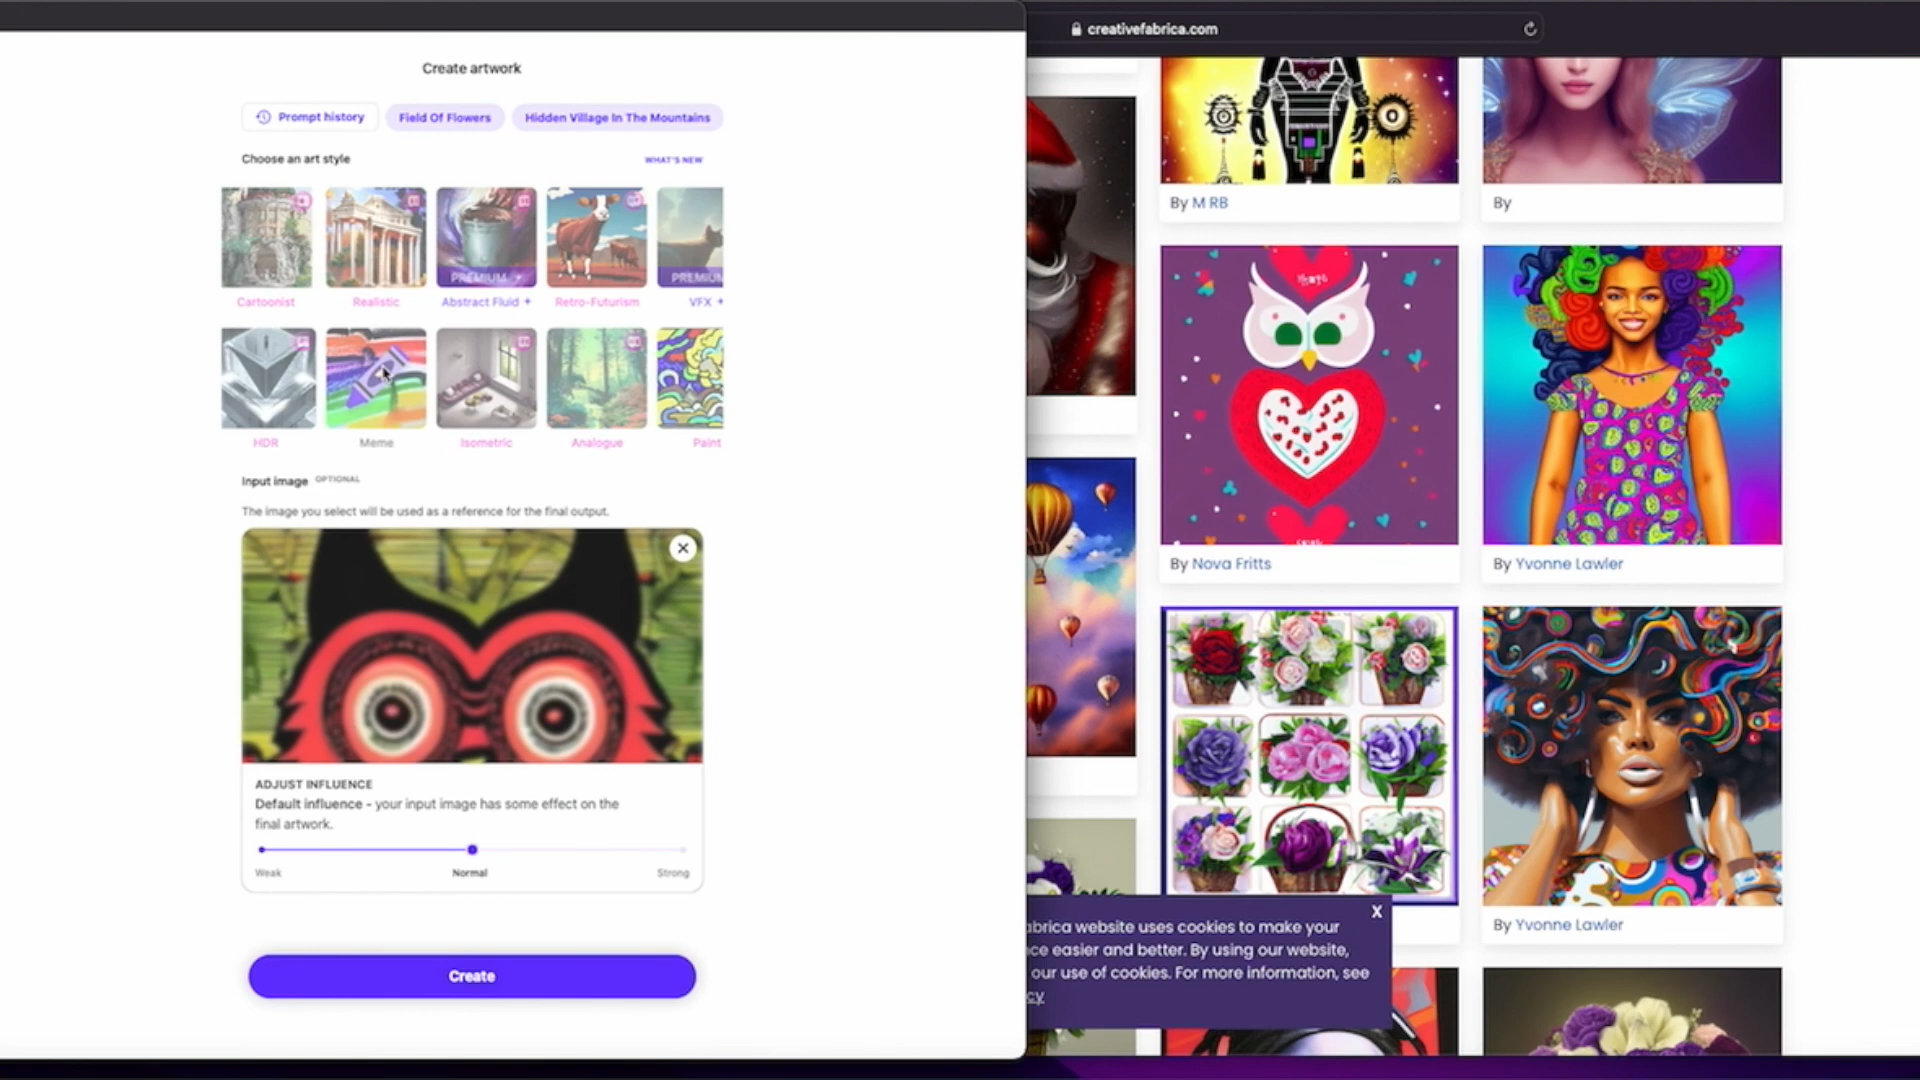 Create artwork
Prompt history
Field Of Flowers
Hidden Village In The Mountains
Choose an art style
WHAT'S NEW
PREMIUM
PREMIUM
Cartoonist
Realistic
Abstract Fluid +
Retro-Futurism
VFX +
HDR
Meme
Isometric
Analogue
Paint
Input image OPTIONAL
The image you select will be used as a reference for the final output.
ADJUST INFLUENCE
Default influence - your input image has some effect on the
final artwork.
Weak
Normal
Strong
Create
creativefabrica.com
By M RB
By
By Nova Fritts
By Yvonne Lawler
By Yvonne Lawler
X
abrica website uses cookies to make your
ce easier and better. By using our website,
our use of cookies. For more information, see
cy